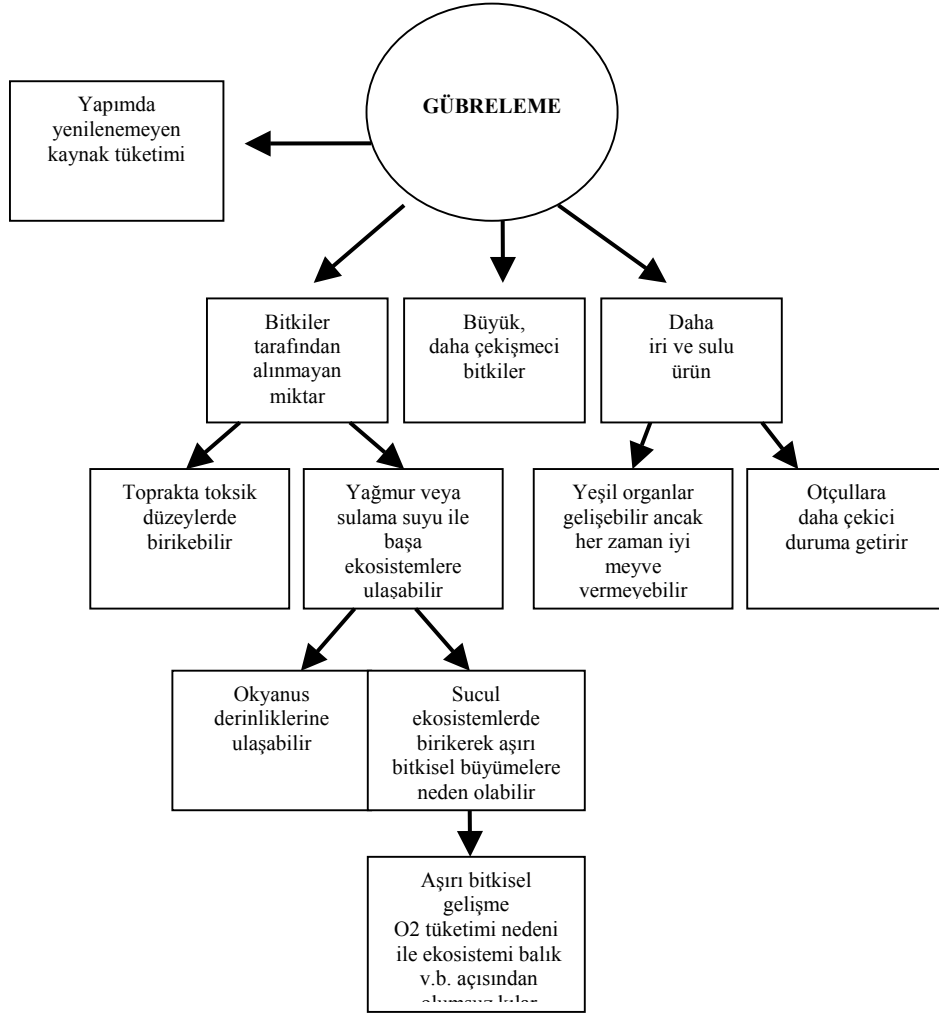 GÜBRELEME
Yapımda
yenilenemeyen
kaynak tüketimi
Bitkiler
tarafından
alınmayan
miktar
Büyük,
daha çekişmeci
bitkiler
Daha
iri ve sulu
ürün
Toprakta toksik
düzeylerde
birikebilir
Yağmur veya
sulama suyu ile
başa
ekosistemlere
ulaşabilir
Yeşil organlar
gelişebilir ancak
her zaman iyi
meyve
vermeyebilir
Otçullara
daha çekici
duruma getirir
Okyanus
derinliklerine
ulaşabilir
Sucul
ekosistemlerde
birikerek aşırı
bitkisel büyümelere
neden olabilir
Aşırı bitkisel
gelişme
O2 tüketimi nedeni
ile ekosistemi balık
v.b. açısından
olumsuz kılar